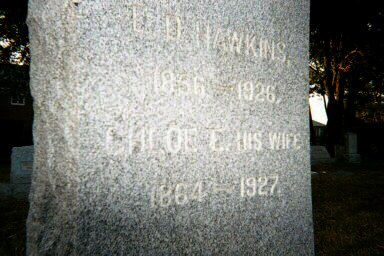 D. HAWKINS,
1856 — 1926.
CHLOE E. HIS WIFE
1864 — 1927.